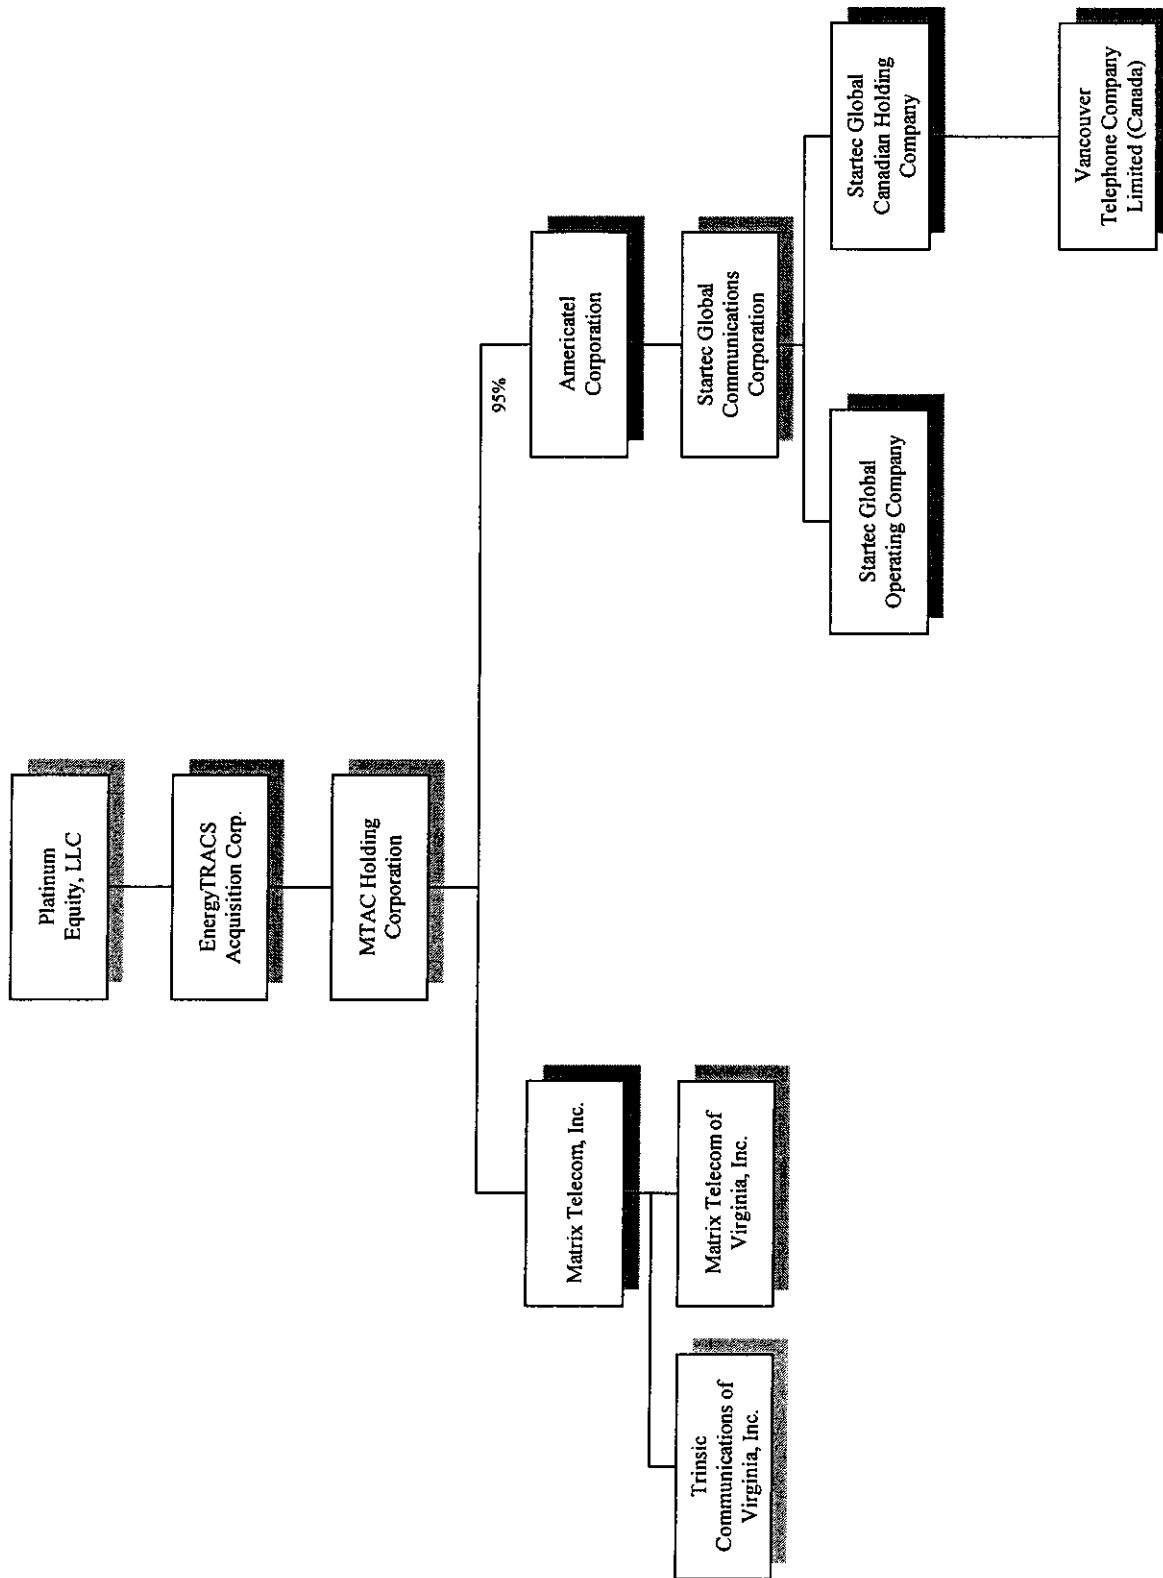 Platinum
Equity, LLC
EnergyTRACS
Acquisition Corp.
MTAC Holding
Corporation
95%
Matrix Telecom, Inc.
Americatel
Corporation
Trinsic
Communications of
Virginia, Inc.
Matrix Telecom of
Virginia, Inc.
Startec Global
Communications
Corporation
Startec Global
Operating Company
Startec Global
Canadian Holding
Company
Vancouver
Telephone Company
Limited (Canada)